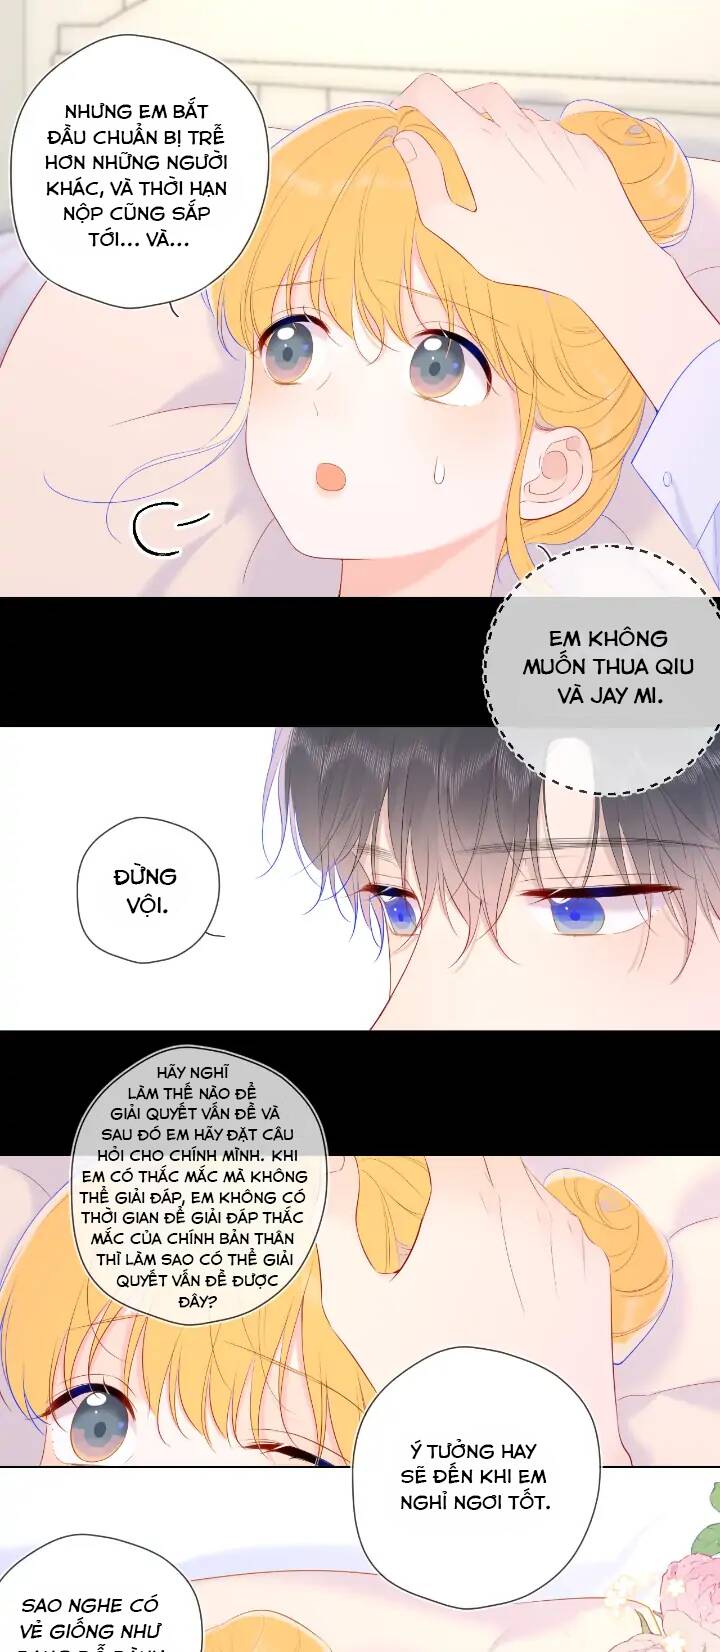 NHƯNG EM BẮT
ĐẦU CHUẨN BỊ TRỄ
HƠN NHỮNG NGƯỜI
KHÁC, VÀ THỜI HẠN
NỘP CŨNG SẮP
TỚI... VÀ...
EM KHÔNG
MUỐN THUA QIU
VÀ JAY MI.
ĐỪNG
VỘI.
HÃY NGHĨ
LÀM THẾ NÀO ĐỂ
GIẢI QUYẾT VẤN ĐỀ VÀ
SAU ĐÓ EM HÃY ĐẶT CÂU
HỎI CHO CHÍNH MÌNH. KHI
EM CÓ THẮC MẮC MÀ KHÔNG
THỂ GIẢI ĐÁP, EM KHÔNG CÓ
THỜI GIAN ĐỂ GIẢI ĐÁP THẮC
MẮC CỦA CHÍNH BẢN THÂN
THÌ LÀM SAO CÓ THỂ GIẢI
QUYẾT VẤN ĐỀ ĐƯỢC
ĐÂY?
Ý TƯỞNG HAY
SẼ ĐẾN KHI EM
NGHỈ NGƠI TỐT.
SAO NGHE CÓ
VẺ GIỐNG NHƯ